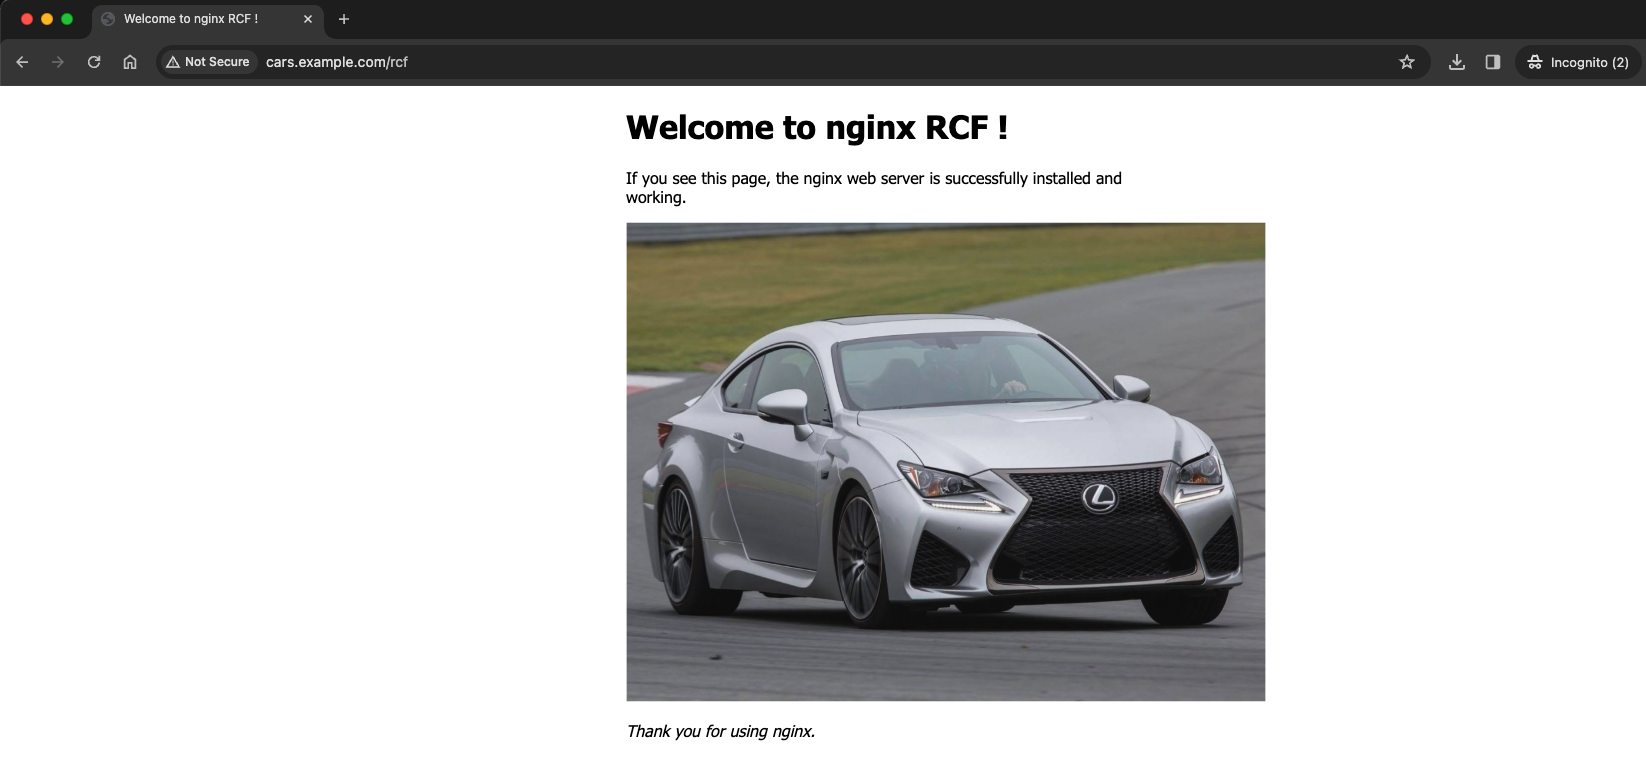 Welcome to nginx RCF !
Not Secure
cars.example.com/rcf
Incognito (2)
Welcome to nginx RCF !
If you see this page, the nginx web server is successfully installed and
working.
Thank you for using nginx.